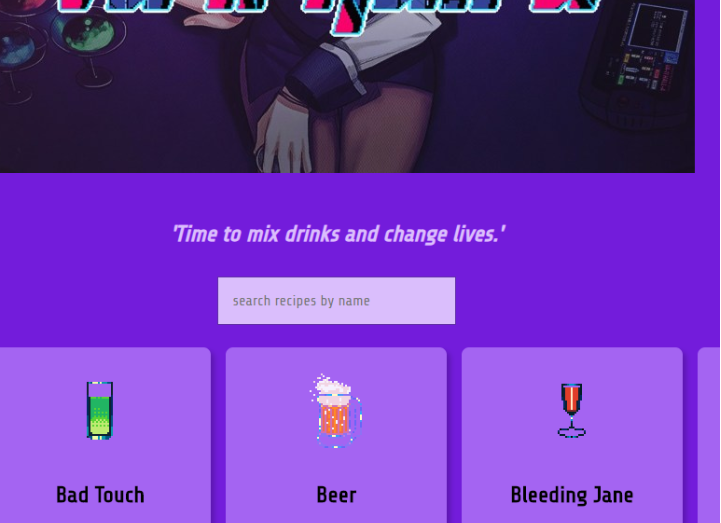 'Time to mix drinks and change lives.'
search recipes by name
Bad Touch
Beer
Bleeding Jane